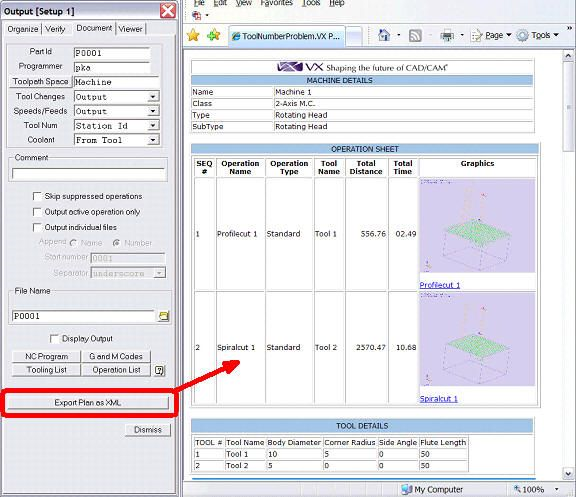 Output [Setup 1]
Organize Verify Document Viewer
Part Id P0001
Programmer pka
Toolpath Space Machine
Tool Changes Output
Speeds/Feeds Output
Tool Num Station Id
Coolant From Tool
Comment
Skip suppressed operations
Output active operation only
Output individual files
Append Name Number
Start number 0001
Separator underscore
File Name
P0001
Display Output
NC Program G and M Codes
Tooling List Operation List
Export Plan as XML
Dismiss
File Edit View Favorites Tools Help
ToolNumberProblem.VX P...
Page Tools
VX Shaping the future of CAD/CAM
MACHINE DETAILS
Name Machine 1
Class 2-Axis M.C.
Type Rotating Head
SubType Rotating Head
OPERATION SHEET
SEQ # Operation Name Operation Type Tool Name Total Distance Total Time Graphics
1 Profilecut 1 Standard Tool 1 556.76 02.49
Profilecut 1
2 Spiralcut 1 Standard Tool 2 2570.47 10.68
Spiralcut 1
TOOL DETAILS
TOOL # Tool Name Body Diameter Corner Radius Side Angle Flute Length
1 Tool 1 10 5 0 50
2 Tool 2 .5 0 0 50
My Computer 100%